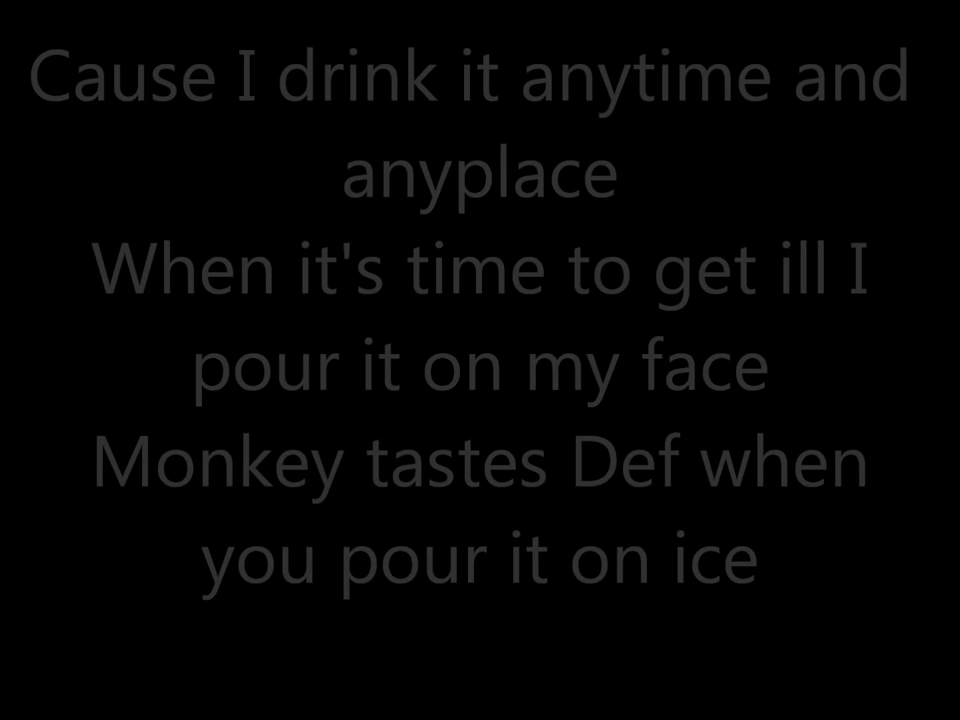 Cause I drink it anytime and
anyplace
When it's time to get ill I
pour it on my face
Monkey tastes Def when
you pour it on ice